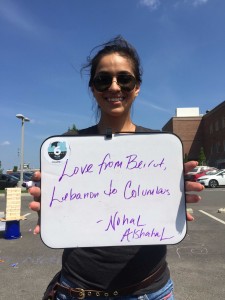 Love from Beirut,
Lebanon to Columbus
- Nohal
Alshahal